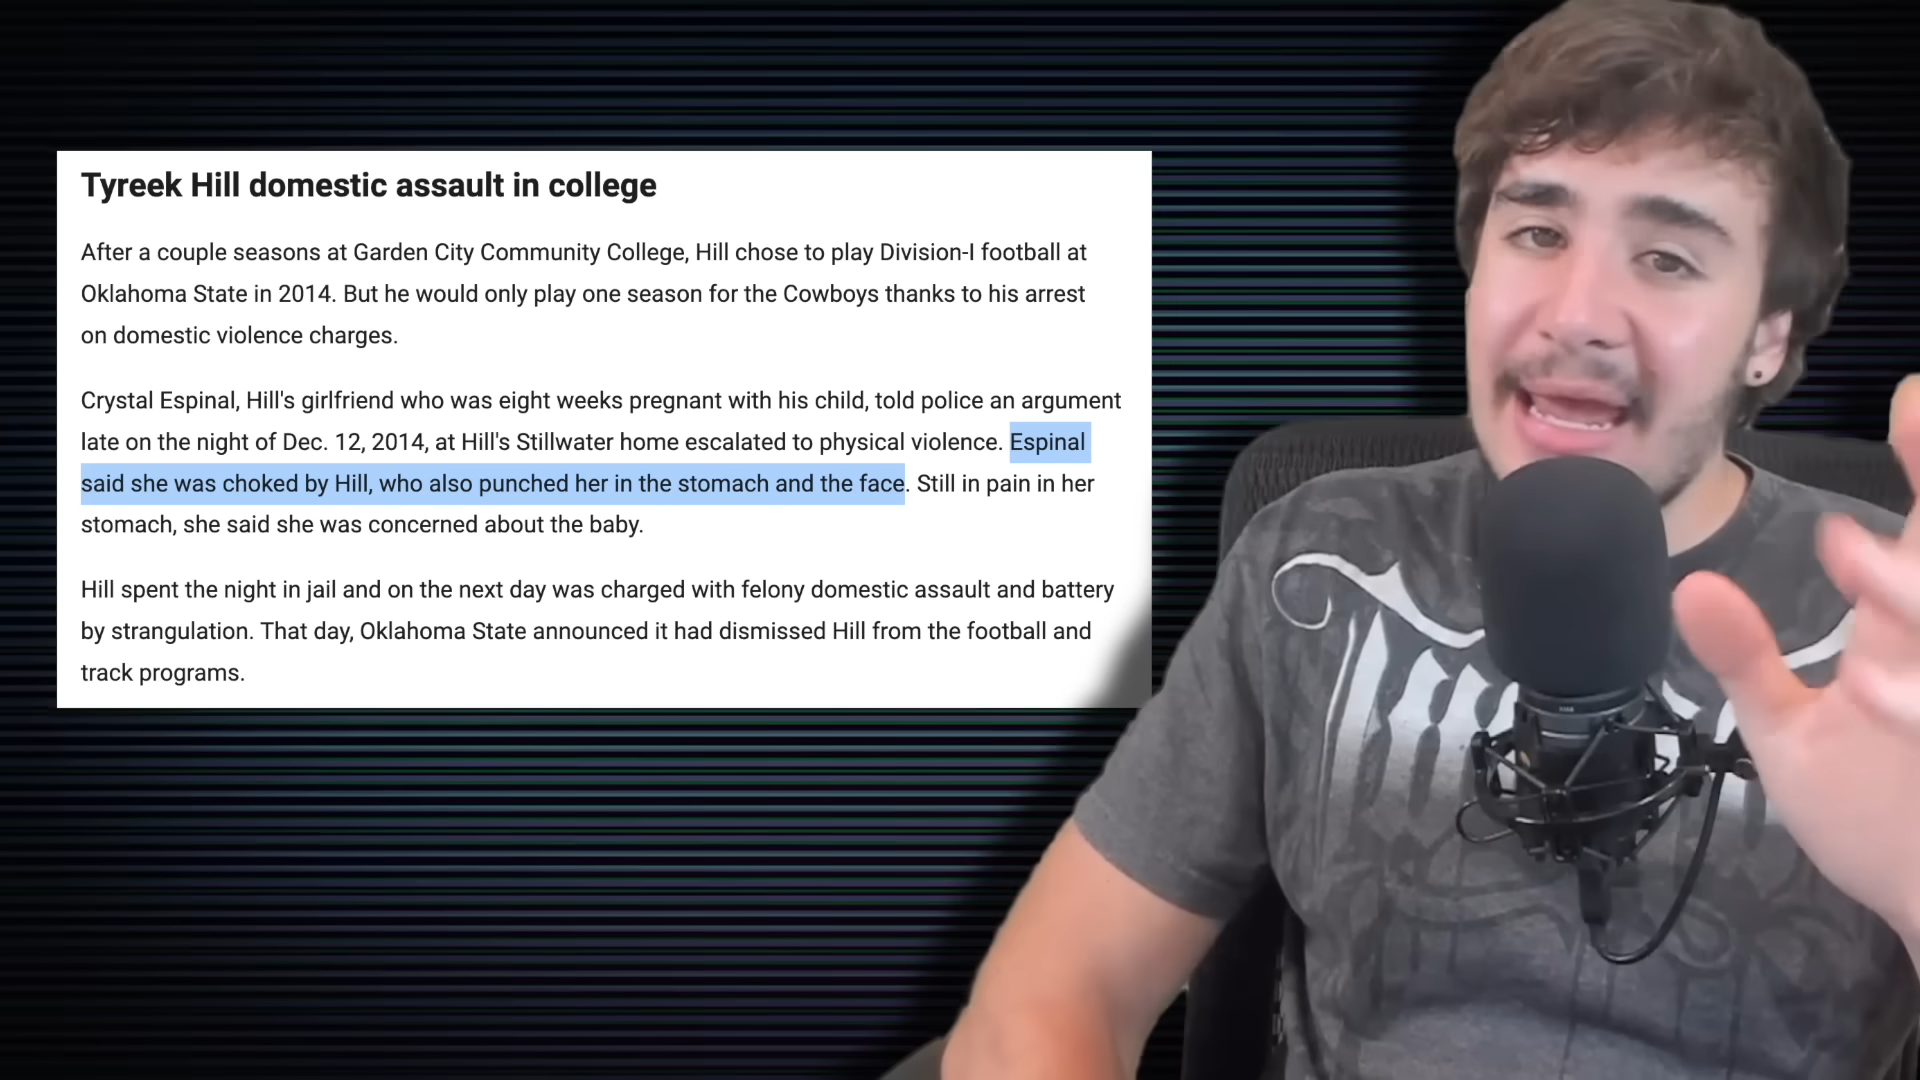 Tyreek Hill domestic assault in college
After a couple seasons at Garden City Community College, Hill chose to play Division-I football at
Oklahoma State in 2014. But he would only play one season for the Cowboys thanks to his arrest
on domestic violence charges.
Crystal Espinal, Hill's girlfriend who was eight weeks pregnant with his child, told police an argument
late on the night of Dec. 12, 2014, at Hill's Stillwater home escalated to physical violence. Espinal
said she was choked by Hill, who also punched her in the stomach and the face. Still in pain in her
stomach, she said she was concerned about the baby.
Hill spent the night in jail and on the next day was charged with felony domestic assault and battery
by strangulation. That day, Oklahoma State announced it had dismissed Hill from the football and
track programs.